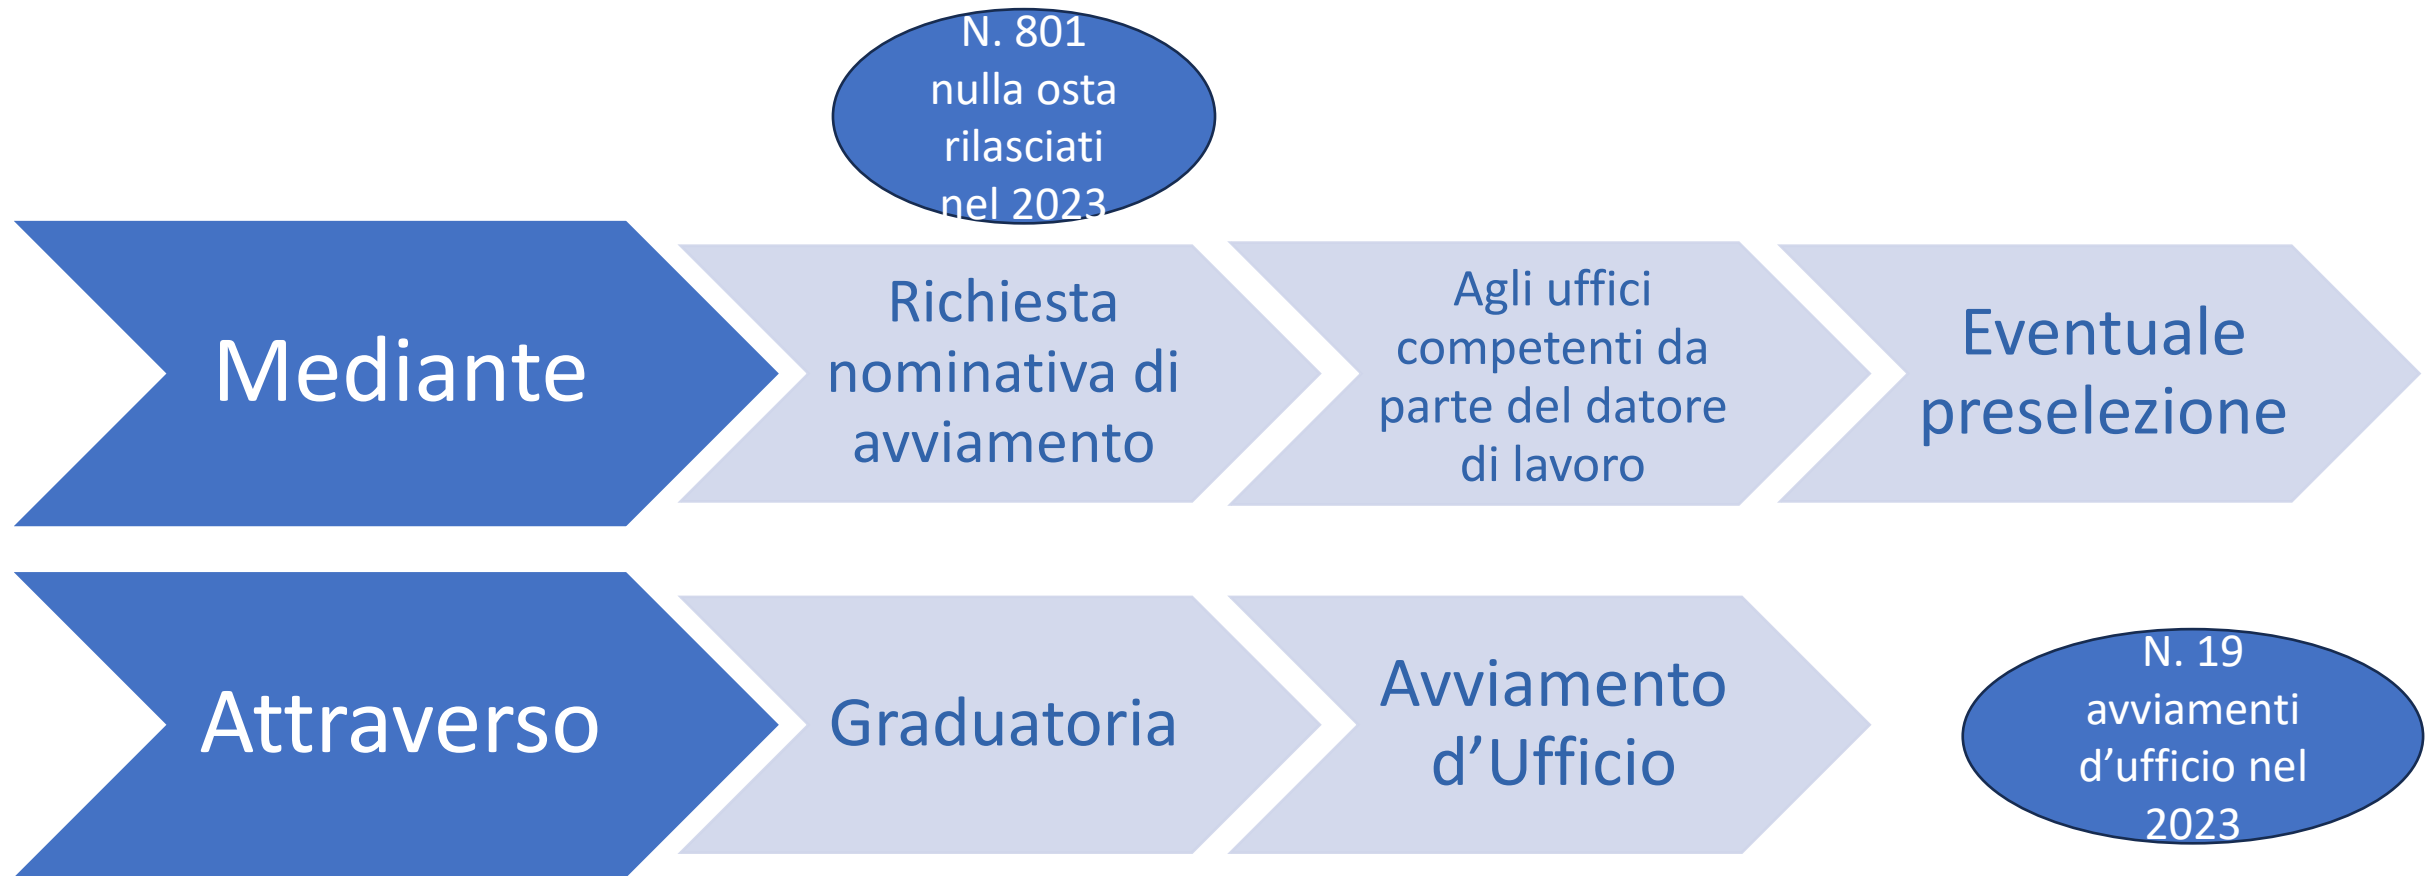 N. 801
nulla osta
rilasciati
nel 2023
Mediante
Richiesta
nominativa di
avviamento
Agli uffici
competenti da
parte del datore
di lavoro
Eventuale
preselezione
Attraverso
Graduatoria
Avviamento
d’Ufficio
N. 19
avviamenti
d’ufficio nel
2023